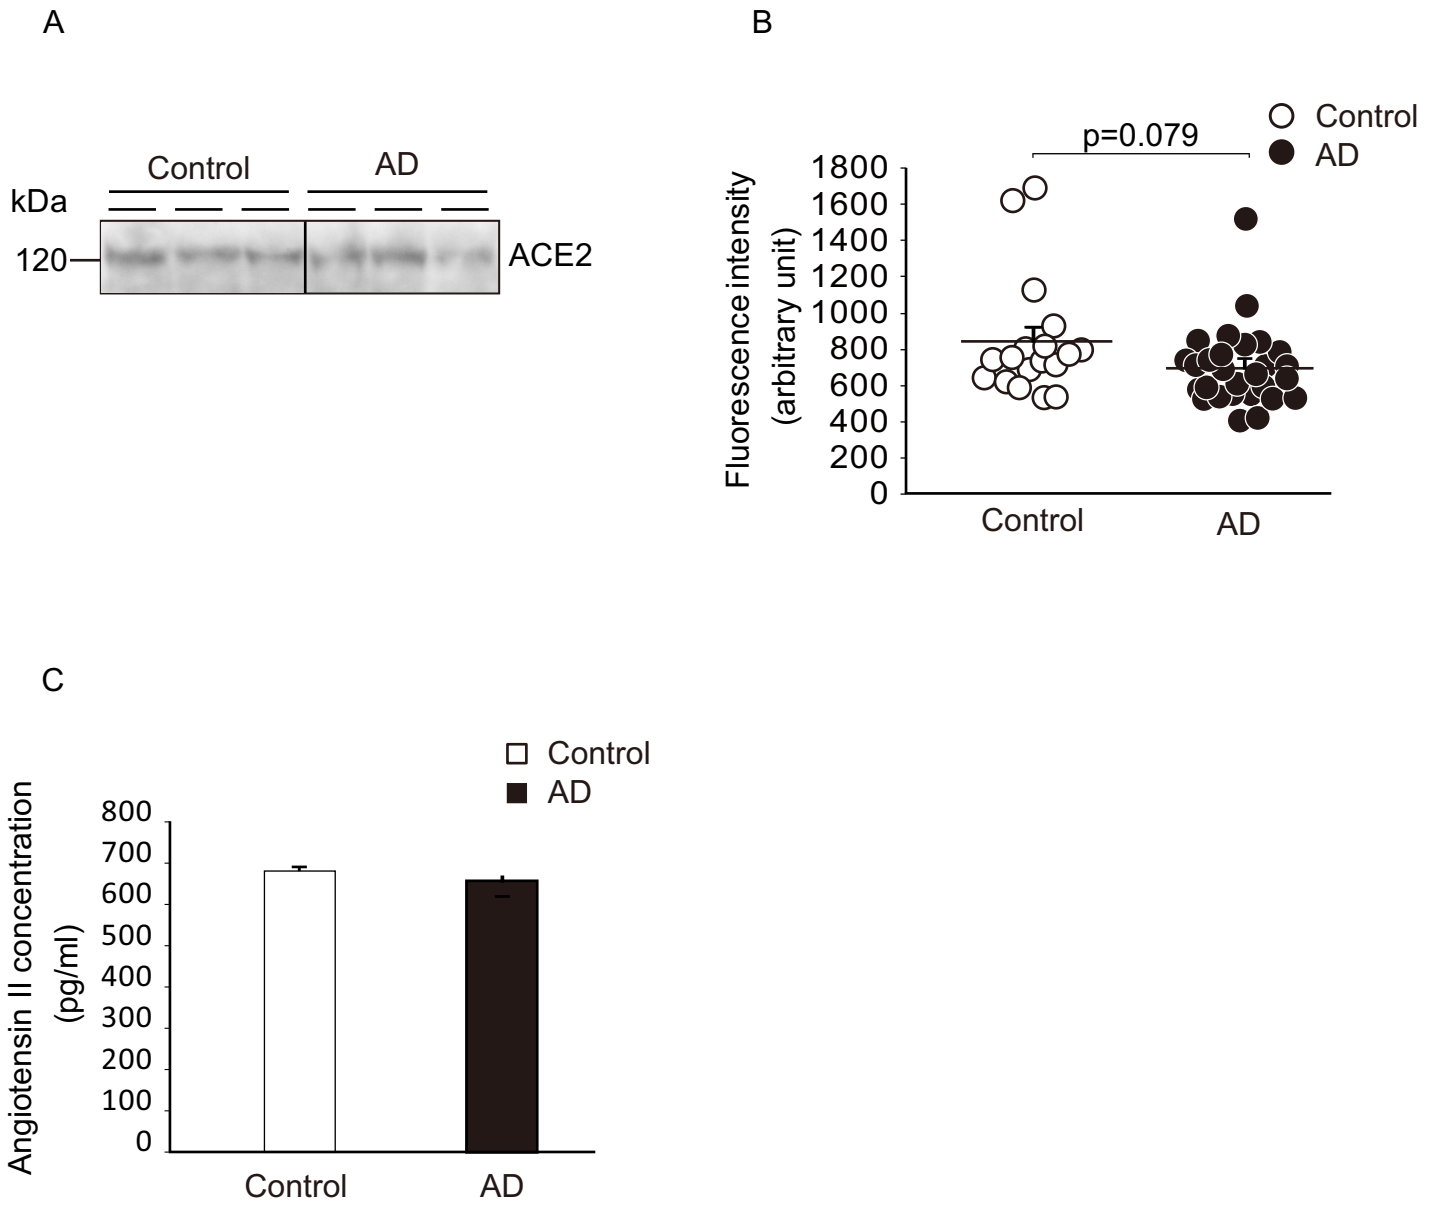 A
Control
AD
kDa
120
ACE2
B
Control
AD
p=0.079
Fluorescence intensity
(arbitrary unit)
1800
1600
1400
1200
1000
800
600
400
200
0
Control
AD
C
Control
AD
Angiotensin II concentration
(pg/ml)
800
700
600
500
400
300
200
100
0
Control
AD